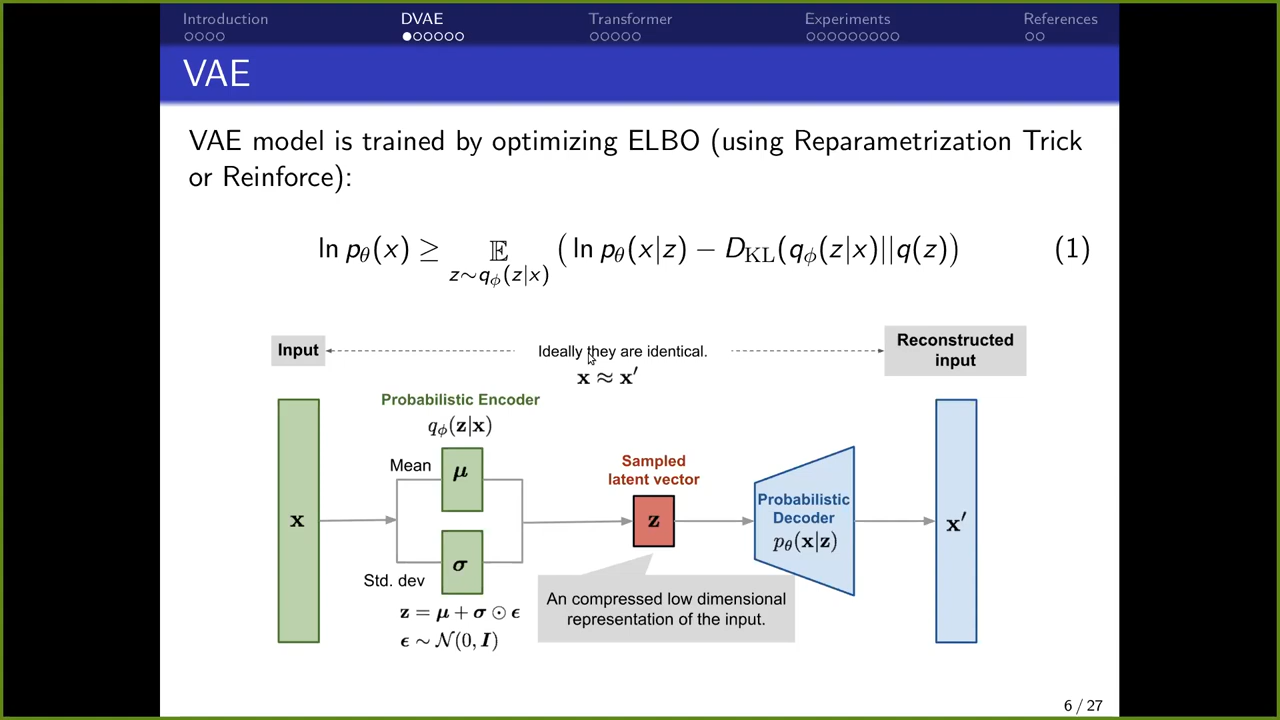 Introduction DVAE Transformer Experiments References
VAE
VAE model is trained by optimizing ELBO (using Reparametrization Trick
or Reinforce):
ln pθ(x) ≥ 𝔼 z∼qϕ(z|x) (ln pθ(x|z) − DKL(qϕ(z|x)||q(z)) (1)
Input
Ideally they are identical.
x ≈ x′
Reconstructed
input
Probabilistic Encoder
qϕ(z|x)
Mean
μ
Std. dev
σ
z = μ + σ ⊙ ϵ
ϵ ∼ 𝒩(0, I)
x
Sampled
latent vector
z
An compressed low dimensional
representation of the input.
Probabilistic
Decoder
pθ(x|z)
x′
6 / 27